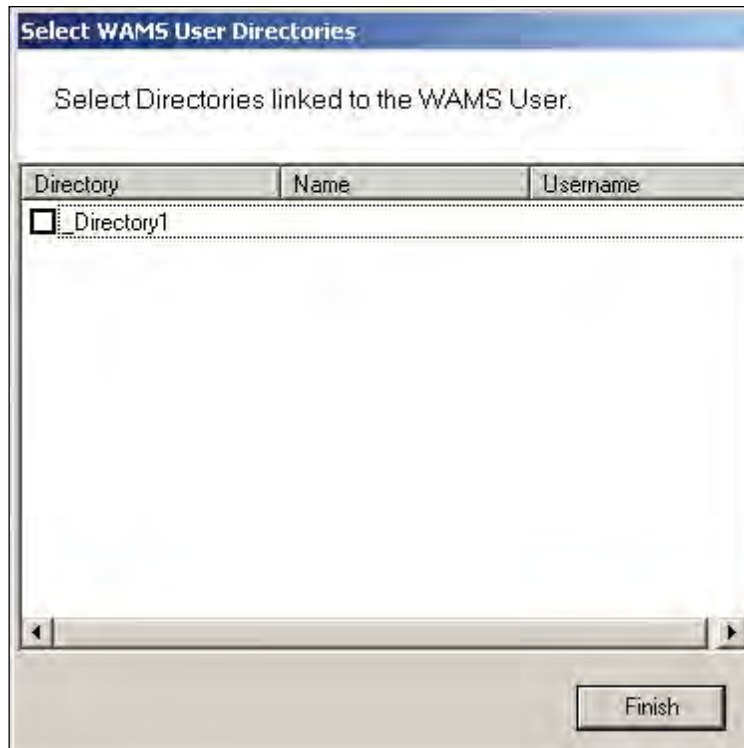 Select WAMS User Directories
Select Directories linked to the WAMS User.
Directory Name Username
_Directory1
Finish